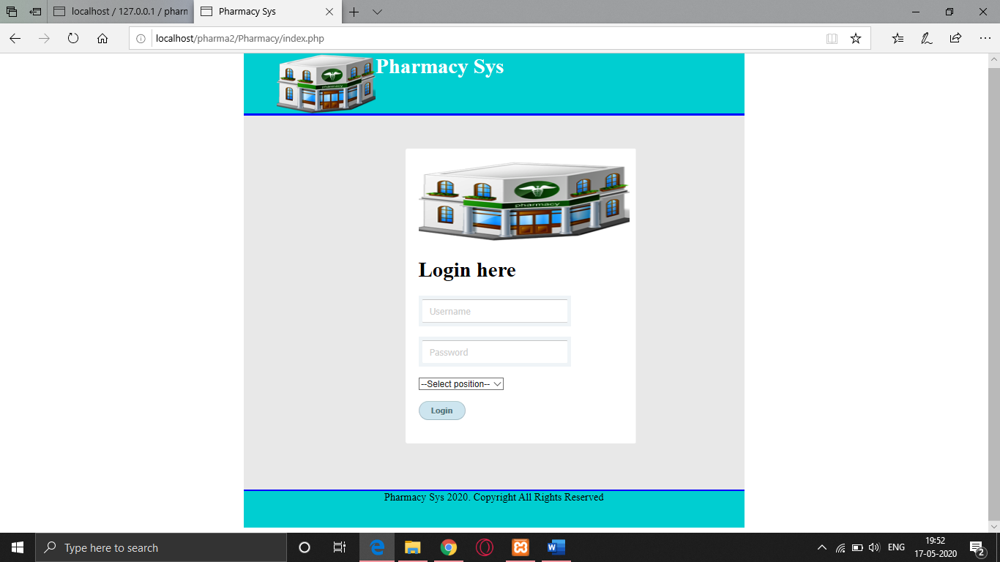 localhost / 127.0.0.1 / pharm
Pharmacy Sys
localhost/pharma2/Pharmacy/index.php
pharmacy
Pharmacy Sys
pharmacy
Login here
Username
Password
--Select position--
Login
Pharmacy Sys 2020. Copyright All Rights Reserved
Type here to search
ENG
19:52
17-05-2020
2